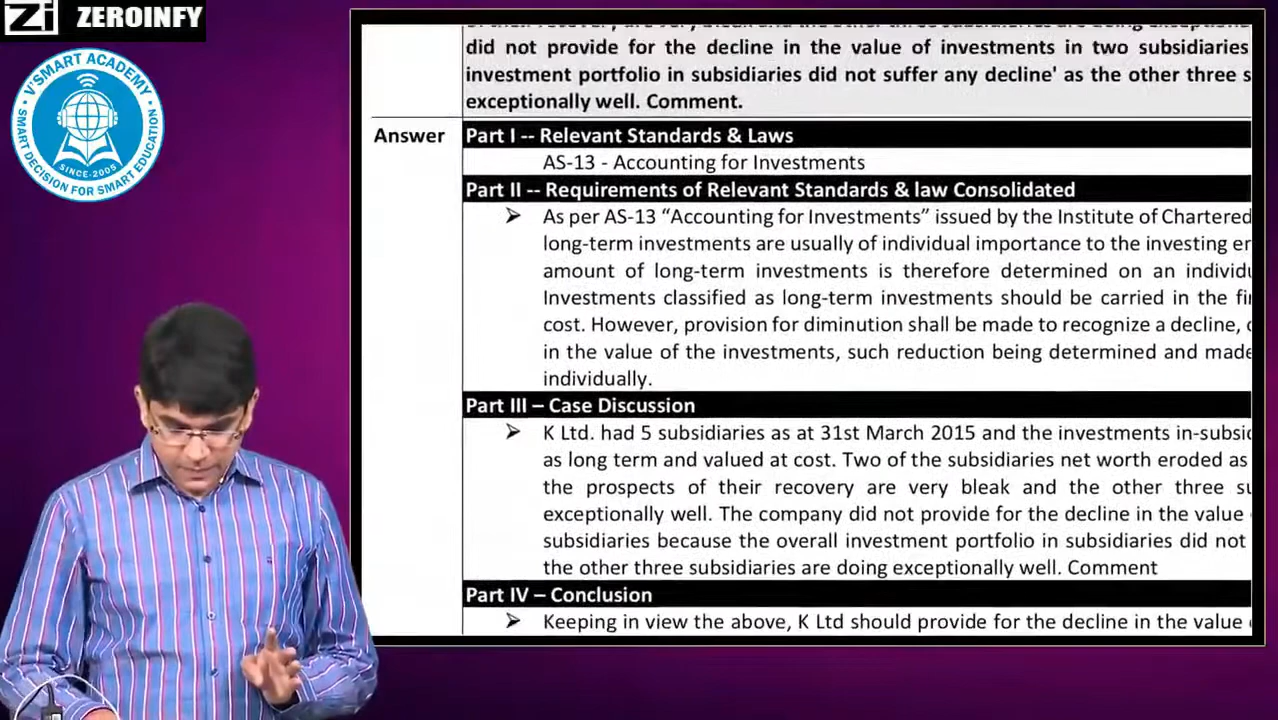 Zi ZEROINFY
V'SMART ACADEMY
SINCE-2005
SMART DECISION FOR SMART EDUCATION
did not provide for the decline in the value of investments in two subsidiaries
investment portfolio in subsidiaries did not suffer any decline' as the other three s
exceptionally well. Comment.
Answer
Part I -- Relevant Standards & Laws
AS-13 - Accounting for Investments
Part II -- Requirements of Relevant Standards & law Consolidated
➢ As per AS-13 “Accounting for Investments” issued by the Institute of Chartered
long-term investments are usually of individual importance to the investing er
amount of long-term investments is therefore determined on an individu
Investments classified as long-term investments should be carried in the fi
cost. However, provision for diminution shall be made to recognize a decline,
in the value of the investments, such reduction being determined and made
individually.
Part III – Case Discussion
➢ K Ltd. had 5 subsidiaries as at 31st March 2015 and the investments in-subsid
as long term and valued at cost. Two of the subsidiaries net worth eroded as
the prospects of their recovery are very bleak and the other three su
exceptionally well. The company did not provide for the decline in the value
subsidiaries because the overall investment portfolio in subsidiaries did not
the other three subsidiaries are doing exceptionally well. Comment
Part IV – Conclusion
➢ Keeping in view the above, K Ltd should provide for the decline in the value